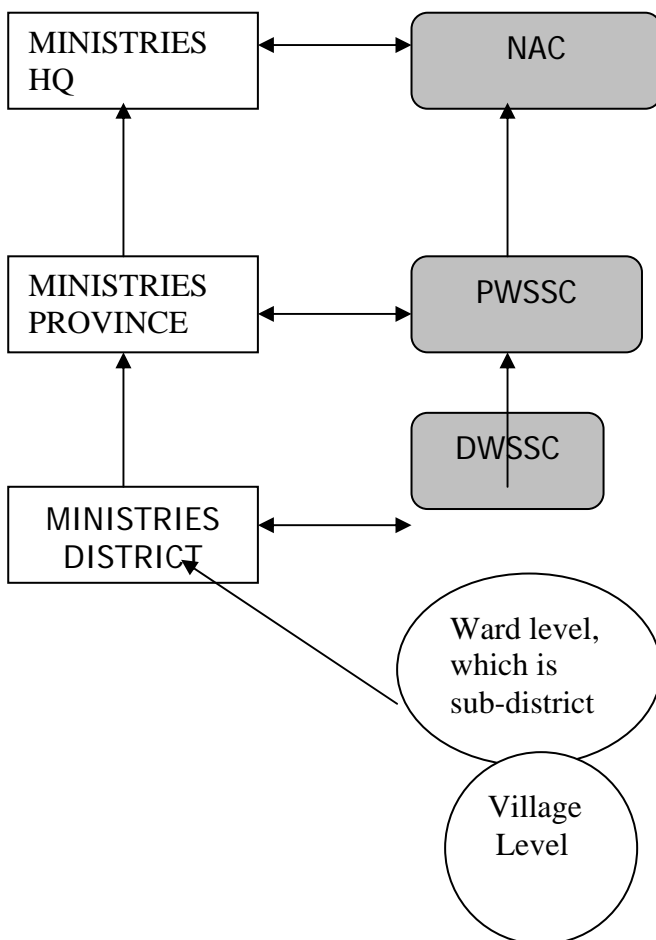 MINISTRIES
HQ
NAC
MINISTRIES
PROVINCE
PWSSC
DWSSC
MINISTRIES
DISTRICT
Ward level,
which is
sub-district
Village
Level